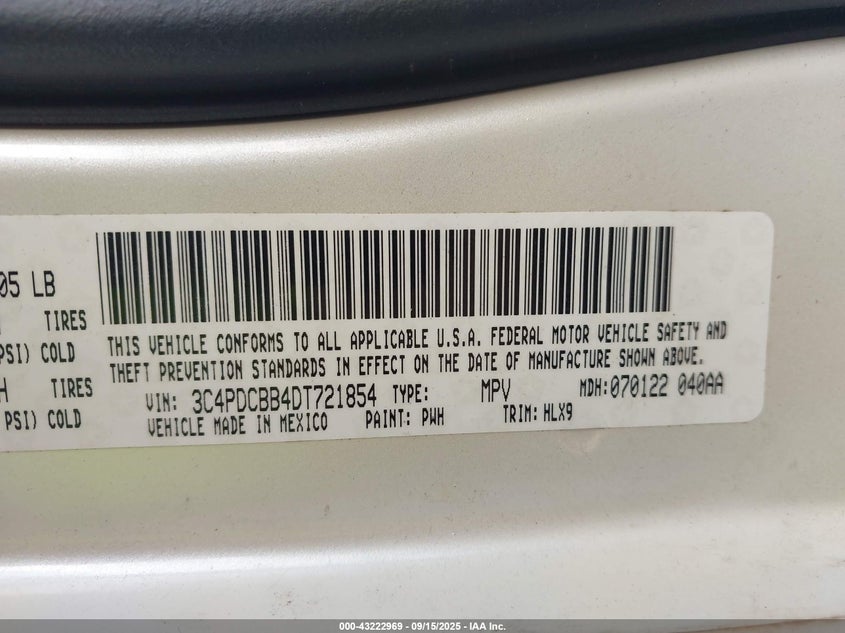 05 LB
TIRES
PSI) COLD
H TIRES
PSI) COLD
THIS VEHICLE CONFORMS TO ALL APPLICABLE U.S.A. FEDERAL MOTOR VEHICLE SAFETY AND
THEFT PREVENTION STANDARDS IN EFFECT ON THE DATE OF MANUFACTURE SHOWN ABOVE.
VIN: 3C4PDCBB4DT721854 TYPE: MPV MDH:070122 040AA
VEHICLE MADE IN MEXICO PAINT: PWH TRIM: HLX9
000-43222969 - 09/15/2025 - IAA Inc.